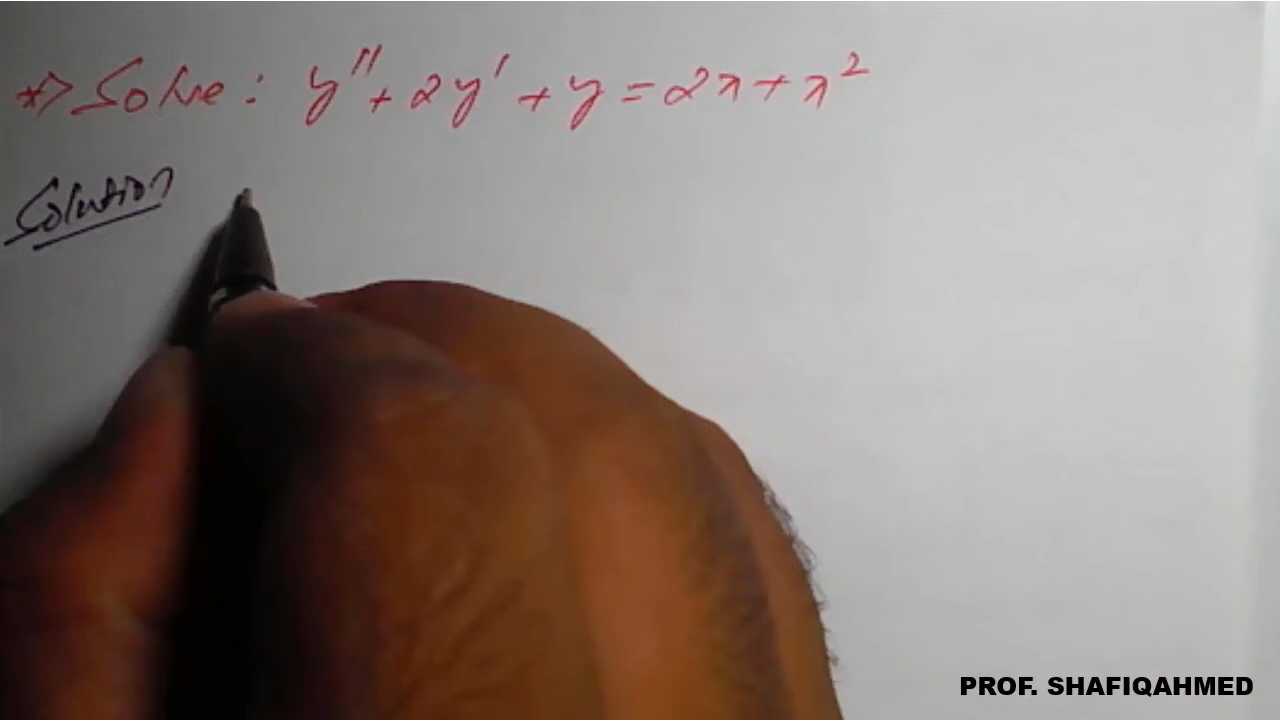 *> Solve: y'' + 2y' + y = 2x + x²
Solution
PROF. SHAFIQAHMED